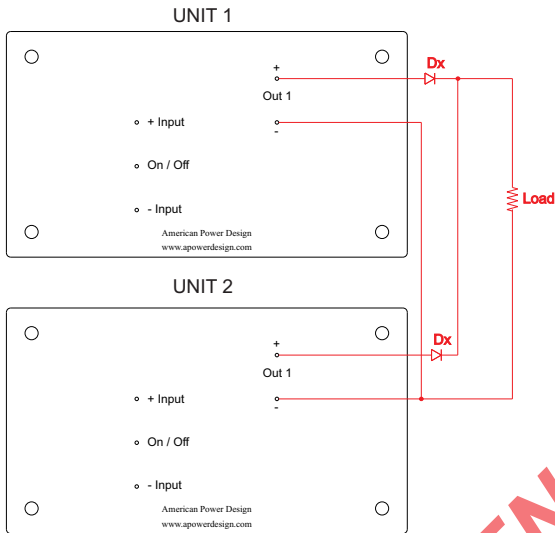 UNIT 1
+
Dx
Out 1
+ Input
-
On / Off
Load
- Input
American Power Design
www.apowerdesign.com
UNIT 2
+
Dx
Out 1
+ Input
-
On / Off
- Input
American Power Design
www.apowerdesign.com